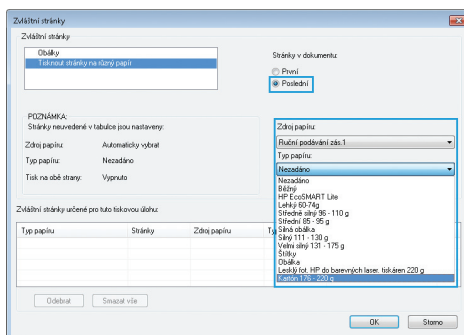 Zvláštní stránky
Zvláštní stránky
Obálky
Tisknout stránky na různý papír
Stránky v dokumentu:
První
Poslední
POZNÁMKA:
Stránky neuvedené v tabulce jsou nastaveny:
Zdroj papíru: Automaticky vybrat
Typ papíru: Nezadáno
Tisk na obě strany: Vypnuto
Zdroj papíru:
Ruční podávání zás.1
Typ papíru:
Nezadáno
Nezadáno
Běžný
HP EcoSMART Lite
Lehký 60-74g
Středně silný 96 - 110 g
Střední 85 - 95 g
Silná obálka
Silný 111 - 130 g
Velmi silný 131 - 175 g
Štítky
Obálka
Lesklý fot. HP do barevných laser. tiskáren 220 g
Kartón 176 - 220 g
Zvláštní stránky určené pro tuto tiskovou úlohu:
Typ papíru Stránky Zdroj papíru
Odebrat Smazat vše
OK Storno